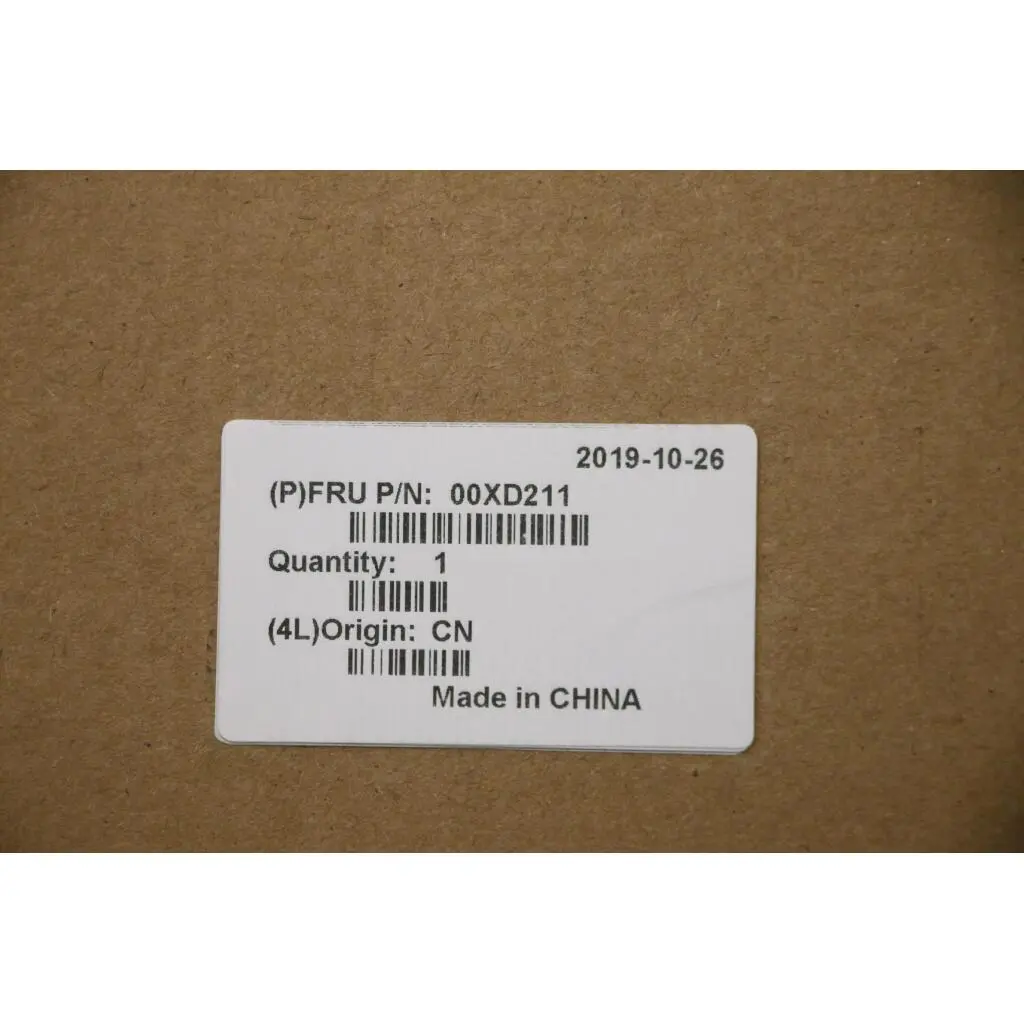 2019-10-26
(P)FRU P/N: 00XD211
Quantity: 1
(4L)Origin: CN
Made in CHINA